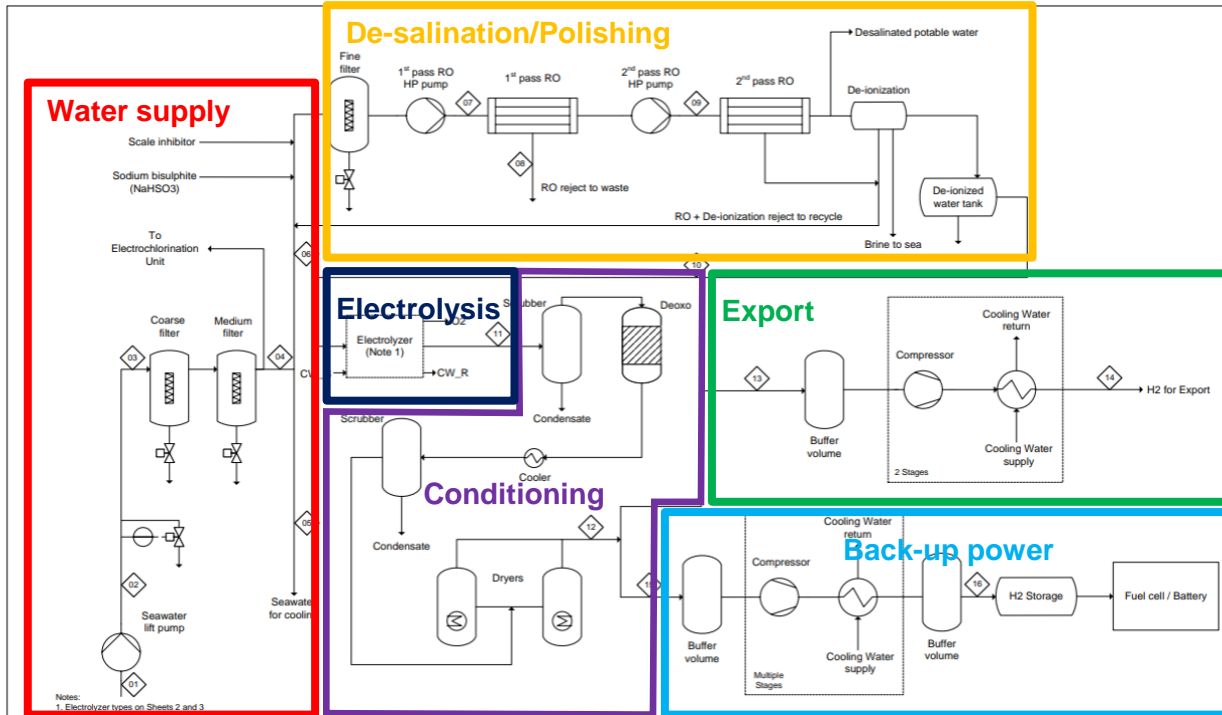 De-salination/Polishing
Fine
filter
1st pass RO
HP pump
07
1st pass RO
08
RO reject to waste
2nd pass RO
HP pump
09
2nd pass RO
Desalinated potable water
De-ionization
De-ionized
water tank
RO + De-ionization reject to recycle
Brine to sea
10
Water supply
Scale inhibitor
Sodium bisulphite
(NaHSO3)
To
Electrochlorination
Unit
06
Coarse
filter
Medium
filter
03
04
05
02
Seawater
for cooling
Seawater
lift pump
01
Notes:
1. Electrolyzer types on Sheets 2 and 3
Electrolysis
Electrolyzer
(Note 1)
O2
11
CW
CW_R
Conditioning
Scrubber
Deoxo
Condensate
Scrubber
Cooler
Condensate
Dryers
12
Export
13
Buffer
volume
Compressor
Cooling Water
return
Cooling Water
supply
2 Stages
14
H2 for Export
Back-up power
15
Buffer
volume
Compressor
Cooling Water
return
Cooling Water
supply
Multiple
Stages
Buffer
volume
16
H2 Storage
Fuel cell / Battery